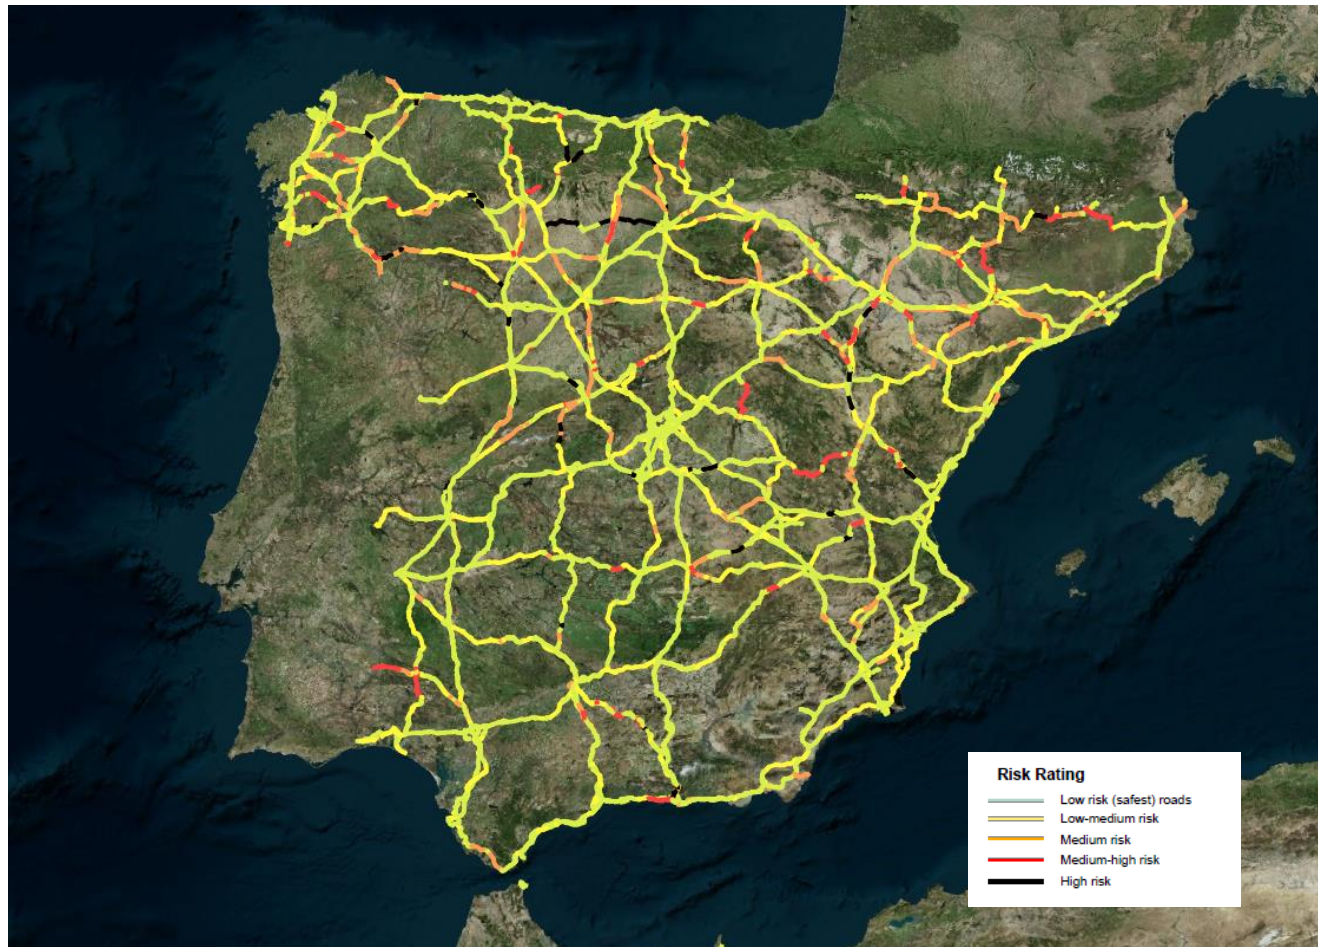 Risk Rating
Low risk (safest) roads
Low-medium risk
Medium risk
Medium-high risk
High risk